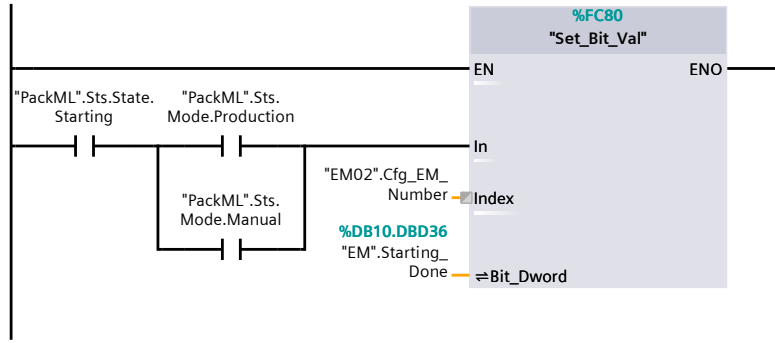 %FC80
"Set_Bit_Val"
EN
ENO
"PackML".Sts.State.
Starting
"PackML".Sts.
Mode.Production
In
"EM02".Cfg_EM_
Number
Index
"PackML".Sts.
Mode.Manual
%DB10.DBD36
"EM".Starting_
Done
⇌Bit_Dword